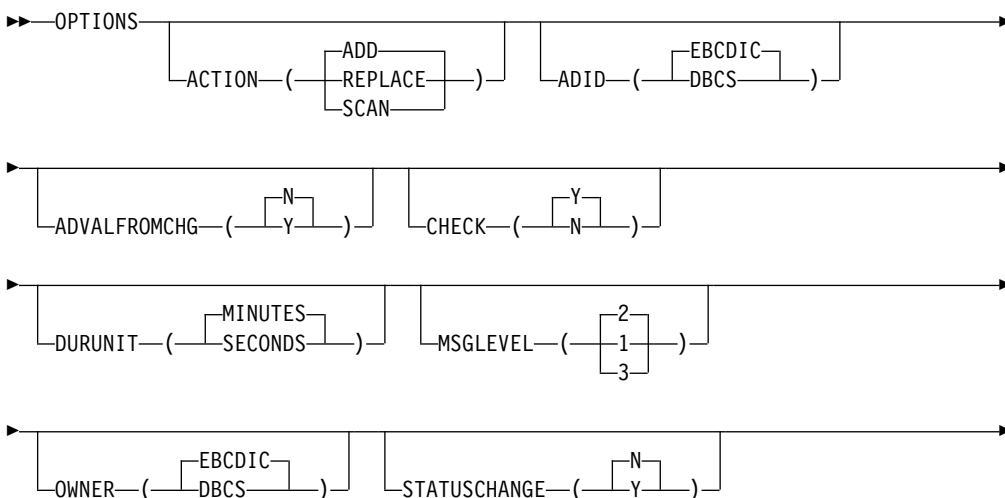 OPTIONS
ADD
ACTION ( REPLACE )
SCAN
EBCDIC
ADID ( DBCS )
N
ADVALFROMCHG ( Y )
Y
CHECK ( N )
MINUTES
DURUNIT ( SECONDS )
2
MSGLEVEL ( 1 )
3
EBCDIC
OWNER ( DBCS )
N
STATUSCHANGE ( Y )